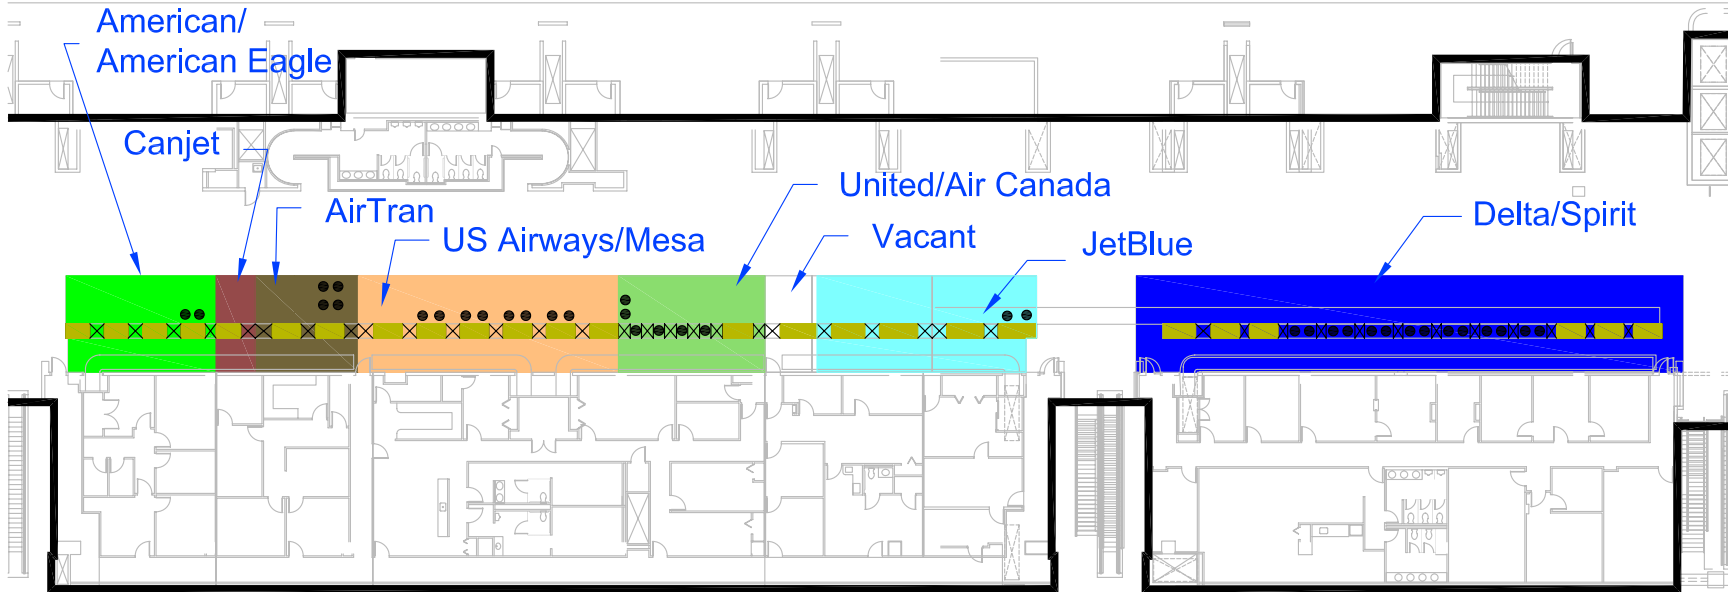 American/
American Eagle
Canjet
AirTran
US Airways/Mesa
United/Air Canada
Vacant
JetBlue
Delta/Spirit